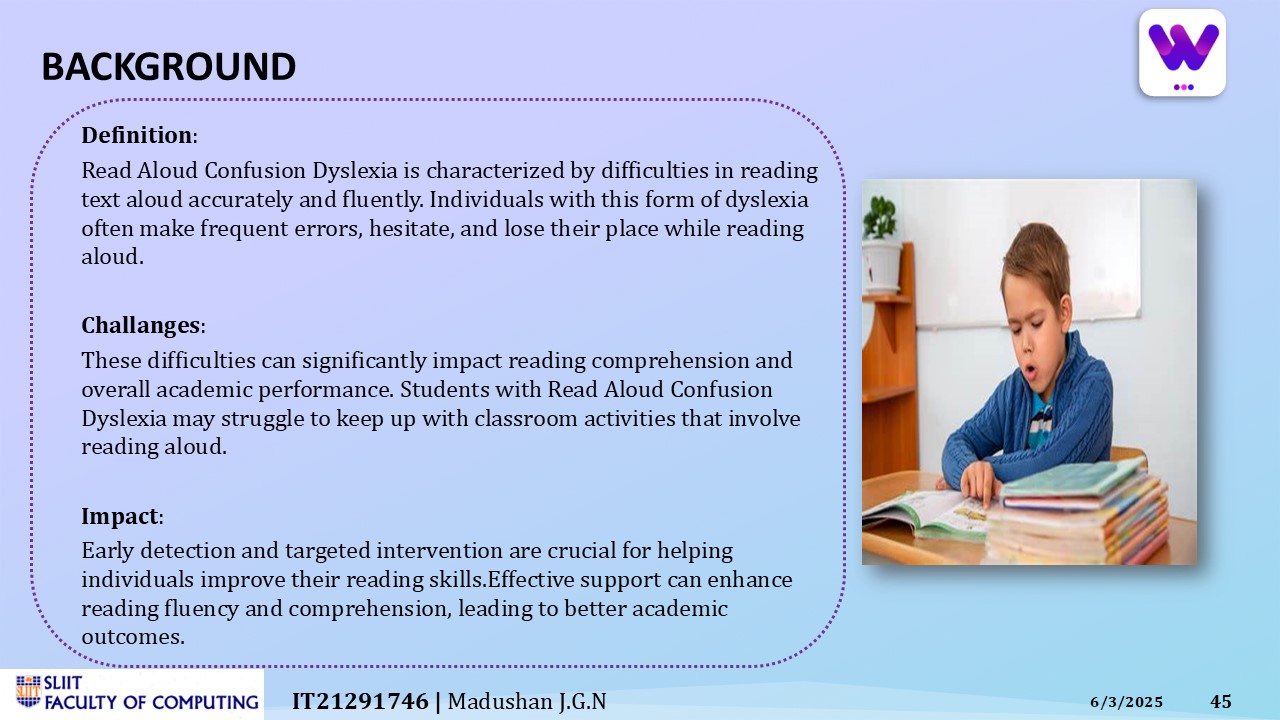 BACKGROUND
Definition:
Read Aloud Confusion Dyslexia is characterized by difficulties in reading
text aloud accurately and fluently. Individuals with this form of dyslexia
often make frequent errors, hesitate, and lose their place while reading
aloud.
Challanges:
These difficulties can significantly impact reading comprehension and
overall academic performance. Students with Read Aloud Confusion
Dyslexia may struggle to keep up with classroom activities that involve
reading aloud.
Impact:
Early detection and targeted intervention are crucial for helping
individuals improve their reading skills.Effective support can enhance
reading fluency and comprehension, leading to better academic
outcomes.
SLIIT
FACULTY OF COMPUTING
IT21291746 | Madushan J.G.N
6/3/2025
45